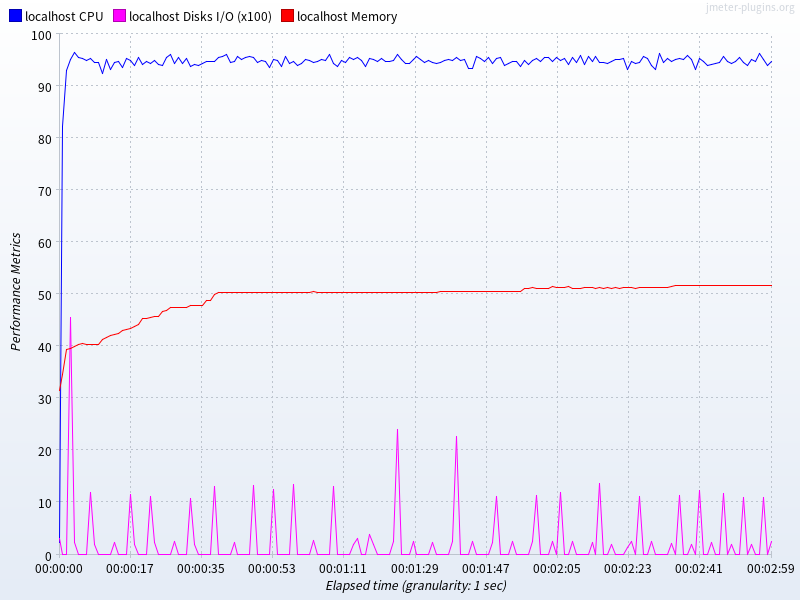 localhost CPU localhost Disks I/O (x100) localhost Memory
jmeter-plugins.org
100
90
80
70
60
50
40
30
20
10
0
Performance Metrics
00:00:00 00:00:17 00:00:35 00:00:53 00:01:11 00:01:29 00:01:47 00:02:05 00:02:23 00:02:41 00:02:59
Elapsed time (granularity: 1 sec)